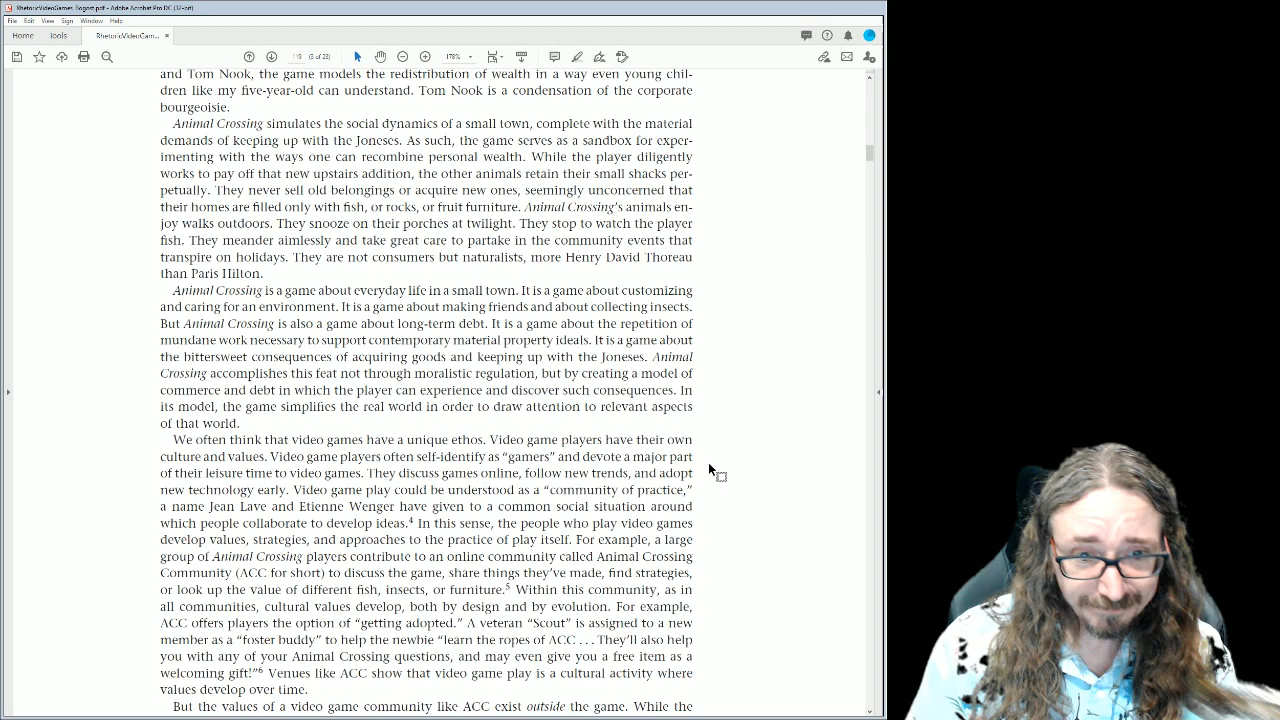 RhetoricVideoGames_Bogost.pdf - Adobe Acrobat Pro DC (32-bit)
File Edit View Sign Window Help
Home Tools RhetoricVideoGam... ×
119 (3 of 23) 178%
and Tom Nook, the game models the redistribution of wealth in a way even young chil-
dren like my five-year-old can understand. Tom Nook is a condensation of the corporate
bourgeoisie.
Animal Crossing simulates the social dynamics of a small town, complete with the material
demands of keeping up with the Joneses. As such, the game serves as a sandbox for exper-
imenting with the ways one can recombine personal wealth. While the player diligently
works to pay off that new upstairs addition, the other animals retain their small shacks per-
petually. They never sell old belongings or acquire new ones, seemingly unconcerned that
their homes are filled only with fish, or rocks, or fruit furniture. Animal Crossing's animals en-
joy walks outdoors. They snooze on their porches at twilight. They stop to watch the player
fish. They meander aimlessly and take great care to partake in the community events that
transpire on holidays. They are not consumers but naturalists, more Henry David Thoreau
than Paris Hilton.
Animal Crossing is a game about everyday life in a small town. It is a game about customizing
and caring for an environment. It is a game about making friends and about collecting insects.
But Animal Crossing is also a game about long-term debt. It is a game about the repetition of
mundane work necessary to support contemporary material property ideals. It is a game about
the bittersweet consequences of acquiring goods and keeping up with the Joneses. Animal
Crossing accomplishes this feat not through moralistic regulation, but by creating a model of
commerce and debt in which the player can experience and discover such consequences. In
its model, the game simplifies the real world in order to draw attention to relevant aspects
of that world.
We often think that video games have a unique ethos. Video game players have their own
culture and values. Video game players often self-identify as “gamers” and devote a major part
of their leisure time to video games. They discuss games online, follow new trends, and adopt
new technology early. Video game play could be understood as a “community of practice,”
a name Jean Lave and Etienne Wenger have given to a common social situation around
which people collaborate to develop ideas.4 In this sense, the people who play video games
develop values, strategies, and approaches to the practice of play itself. For example, a large
group of Animal Crossing players contribute to an online community called Animal Crossing
Community (ACC for short) to discuss the game, share things they've made, find strategies,
or look up the value of different fish, insects, or furniture.5 Within this community, as in
all communities, cultural values develop, both by design and by evolution. For example,
ACC offers players the option of “getting adopted.” A veteran “Scout” is assigned to a new
member as a “foster buddy” to help the newbie “learn the ropes of ACC ... They'll also help
you with any of your Animal Crossing questions, and may even give you a free item as a
welcoming gift!”6 Venues like ACC show that video game play is a cultural activity where
values develop over time.
But the values of a video game community like ACC exist outside the game. While the